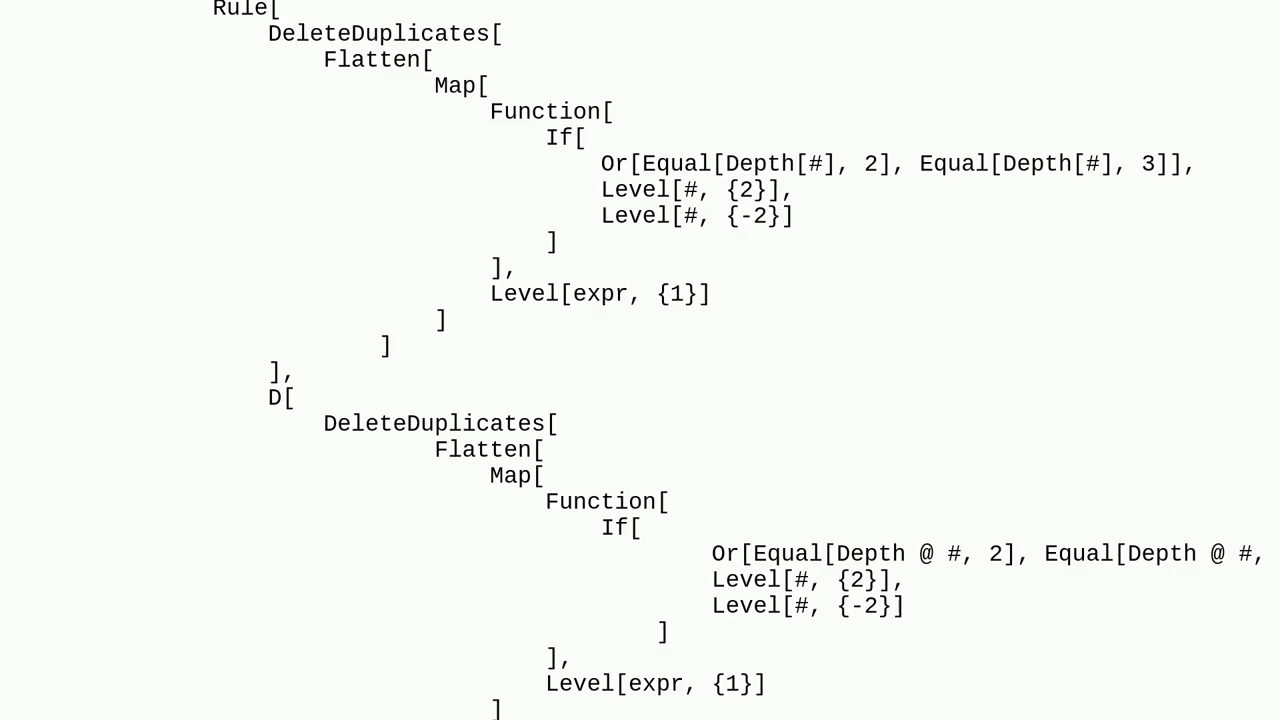 Rule[
DeleteDuplicates[
Flatten[
Map[
Function[
If[
Or[Equal[Depth[#], 2], Equal[Depth[#], 3]],
Level[#, {2}],
Level[#, {-2}]
]
],
Level[expr, {1}]
]
]
],
D[
DeleteDuplicates[
Flatten[
Map[
Function[
If[
Or[Equal[Depth @ #, 2], Equal[Depth @ #,
Level[#, {2}],
Level[#, {-2}]
]
],
Level[expr, {1}]
]